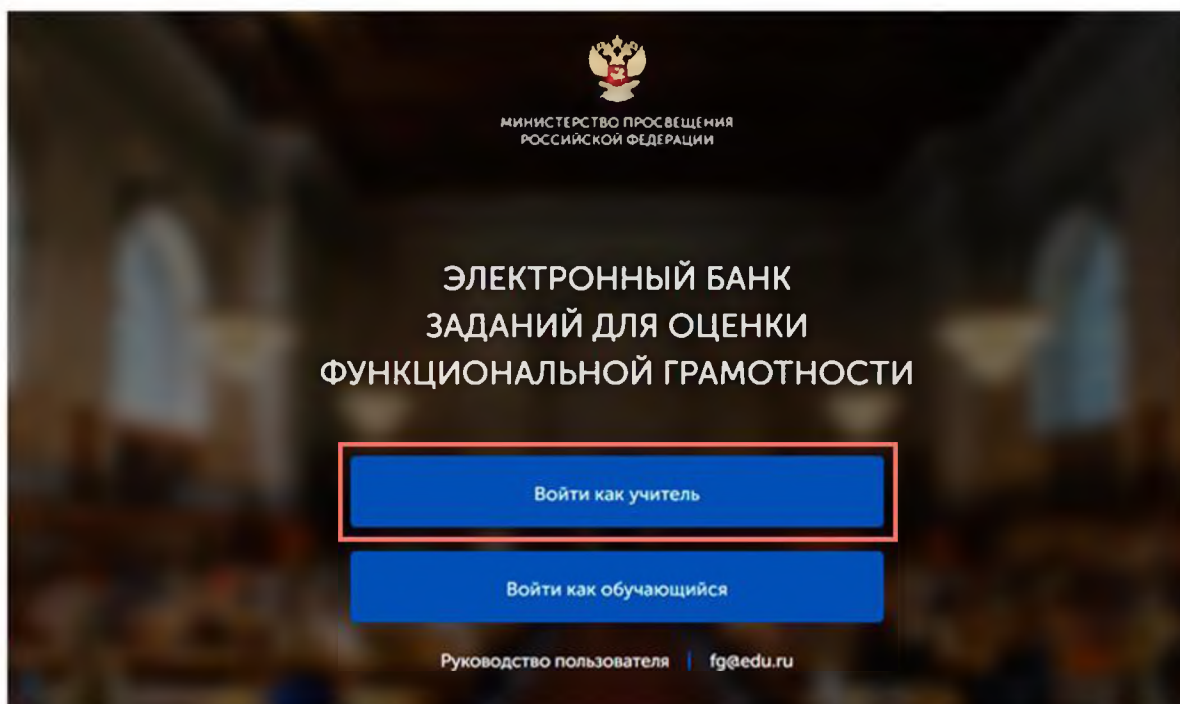 МИНИСТЕРСТВО ПРОСВЕЩЕНИЯ
РОССИЙСКОЙ ФЕДЕРАЦИИ
ЭЛЕКТРОННЫЙ БАНК
ЗАДАНИЙ ДЛЯ ОЦЕНКИ
ФУНКЦИОНАЛЬНОЙ ГРАМОТНОСТИ
Войти как учитель
Войти как обучающийся
Руководство пользователя | fg@edu.ru